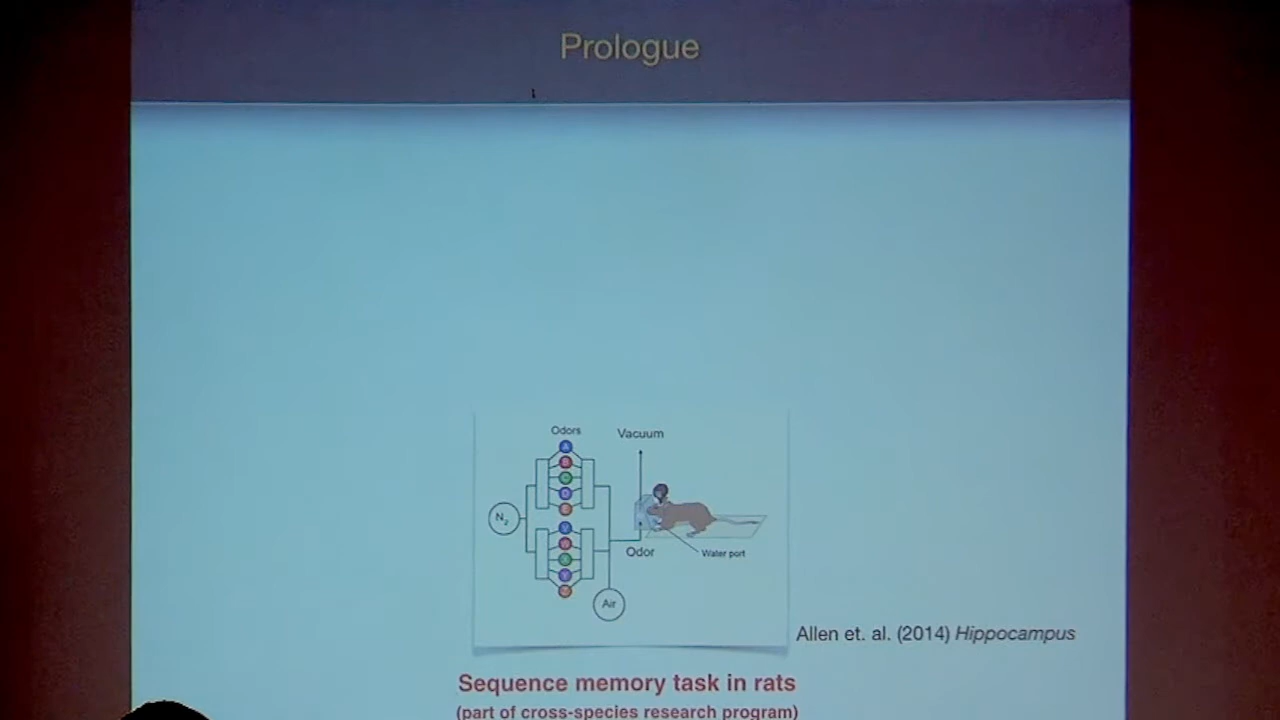 Prologue
Odors
Vacuum
A
B
C
D
E
N2
V
W
X
Y
Z
Odor
Water port
Air
Allen et. al. (2014) Hippocampus
Sequence memory task in rats
(part of cross-species research program)